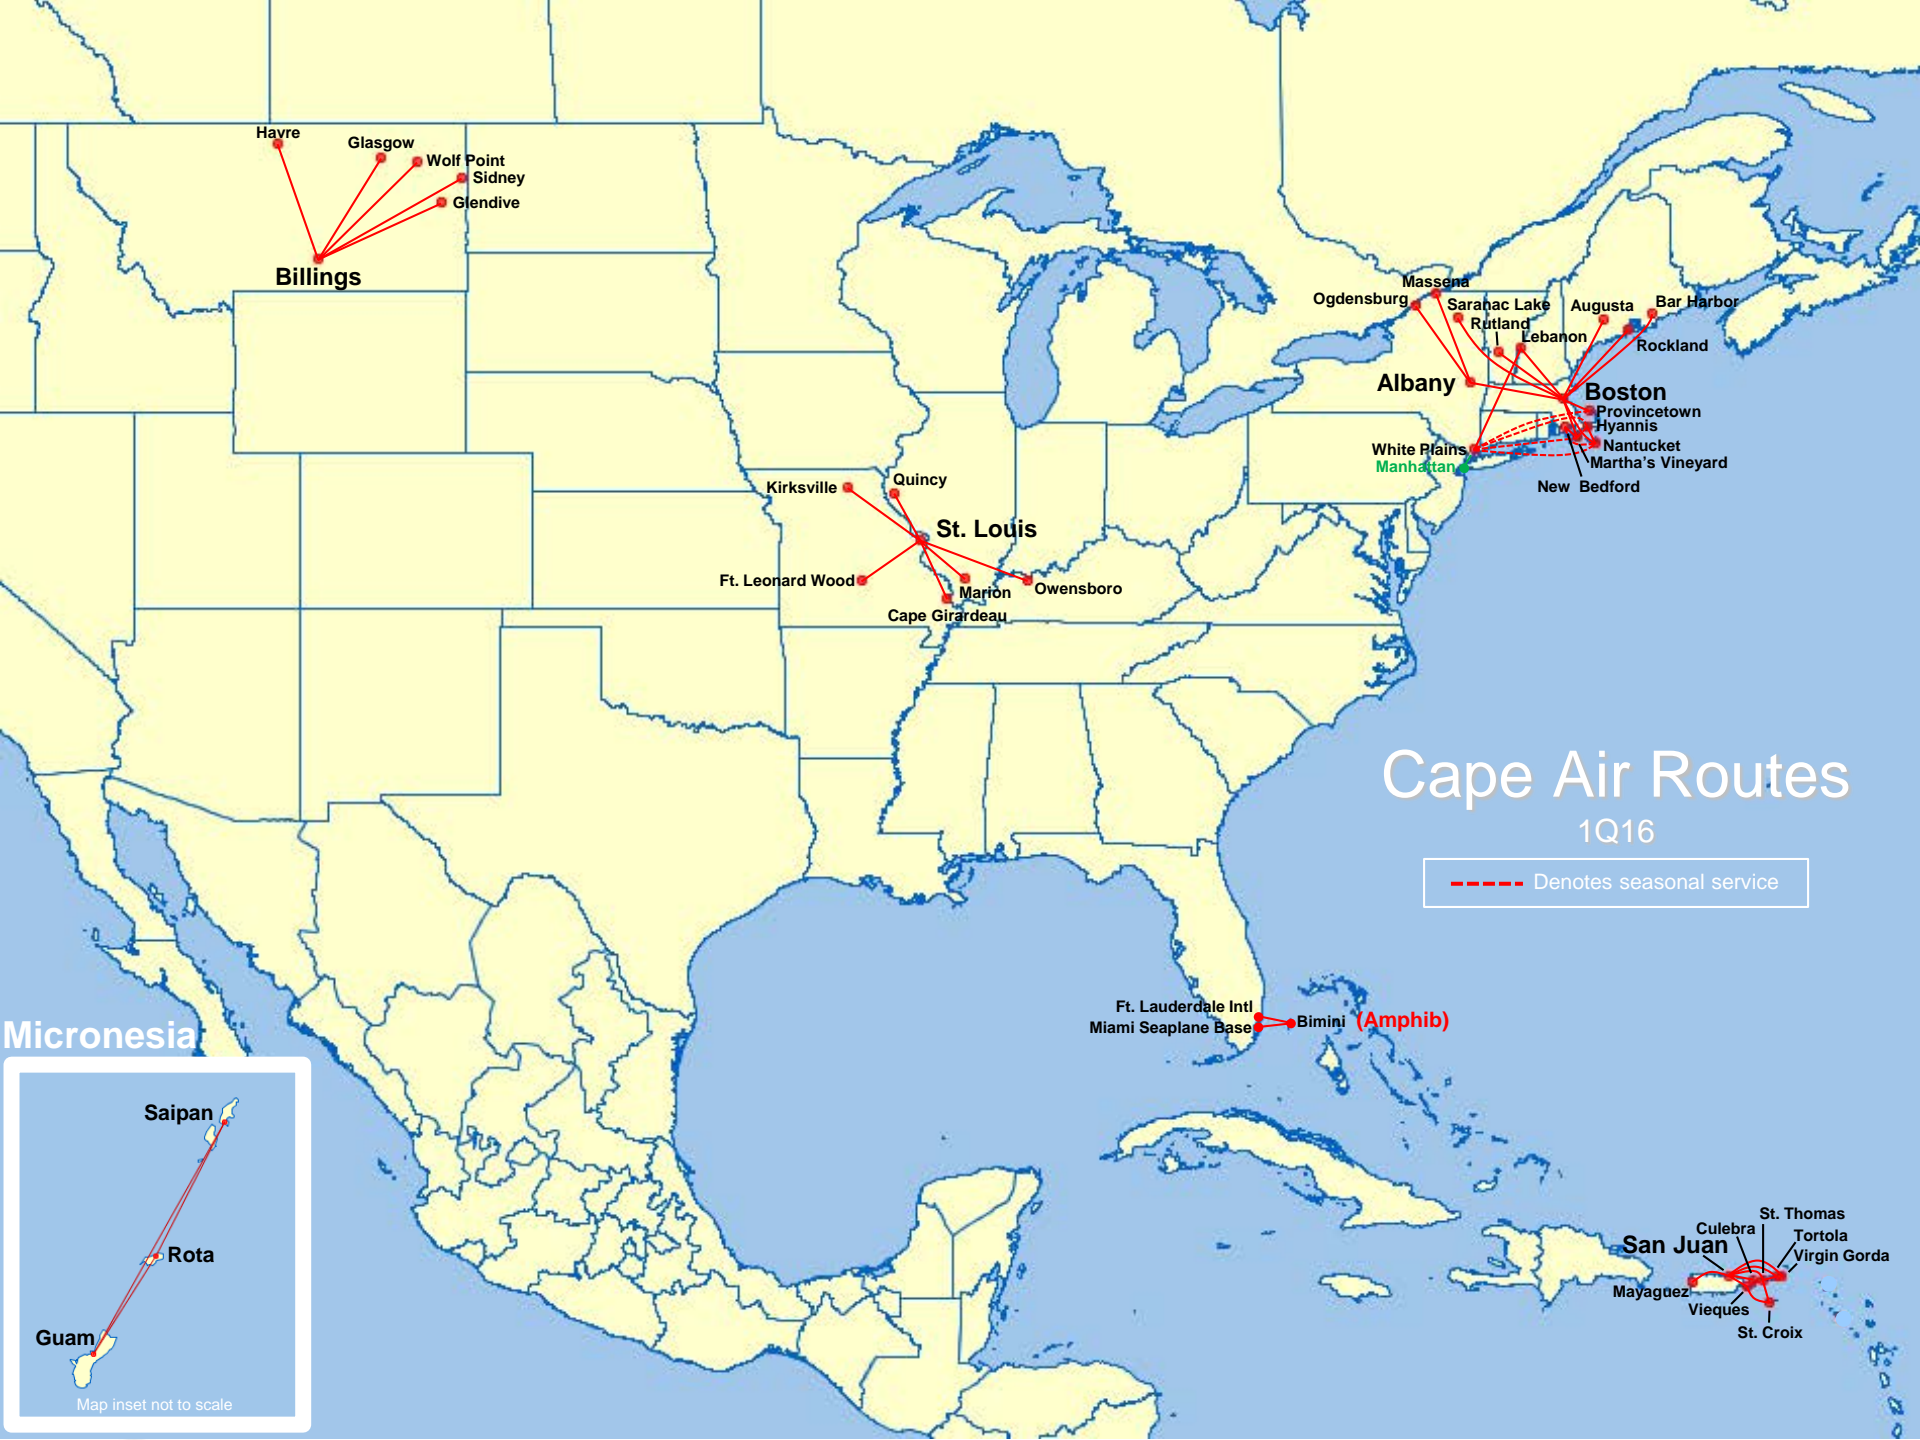 Havre
Glasgow
Wolf Point
Sidney
Glendive
Billings
Massena
Ogdensburg
Saranac Lake
Augusta
Bar Harbor
Rutland
Lebanon
Rockland
Albany
Boston
Provincetown
Hyannis
White Plains
Nantucket
Manhattan
Martha's Vineyard
New Bedford
Quincy
Kirksville
St. Louis
Ft. Leonard Wood
Marion
Owensboro
Cape Girardeau
Cape Air Routes
1Q16
Denotes seasonal service
Ft. Lauderdale Intl
Miami Seaplane Base
Bimini (Amphib)
Micronesia
Saipan
Rota
Guam
Map inset not to scale
St. Thomas
Culebra
Tortola
San Juan
Virgin Gorda
Mayaguez
Vieques
St. Croix